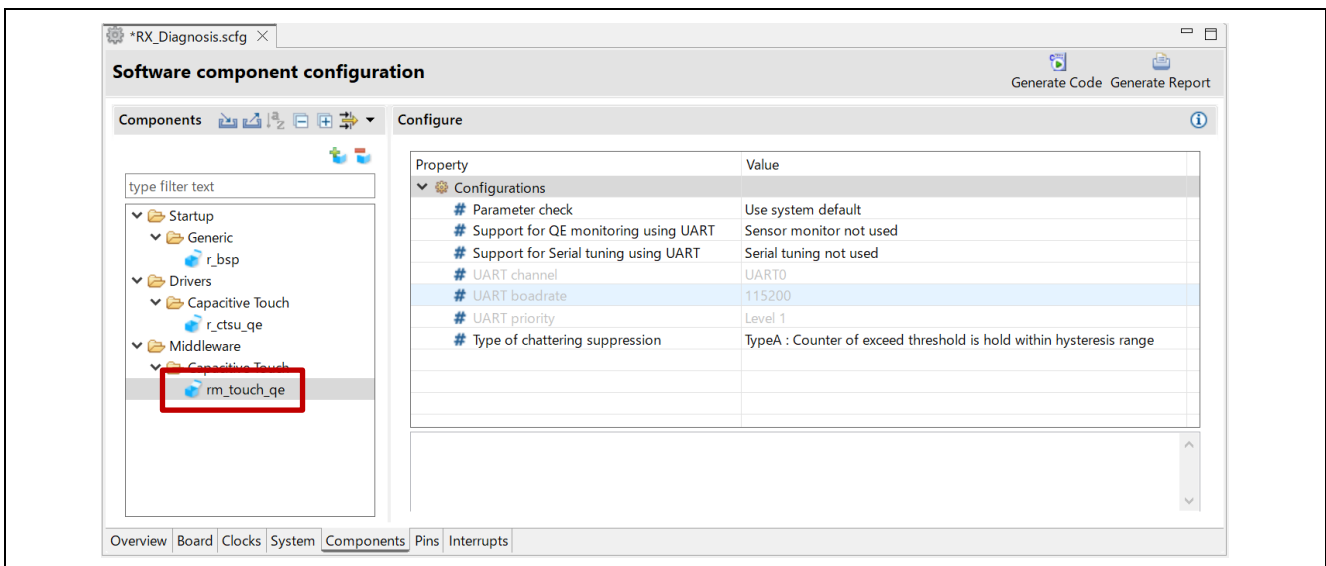 *RX_Diagnosis.scfg
Software component configuration
Generate Code Generate Report
Components
Configure
type filter text
Startup
Generic
r_bsp
Drivers
Capacitive Touch
r_ctsu_qe
Middleware
Capacitive Touch
rm_touch_qe
Property Value
Configurations
# Parameter check Use system default
# Support for QE monitoring using UART Sensor monitor not used
# Support for Serial tuning using UART Serial tuning not used
# UART channel UART0
# UART boadrate 115200
# UART priority Level 1
# Type of chattering suppression TypeA : Counter of exceed threshold is hold within hysteresis range
Overview Board Clocks System Components Pins Interrupts